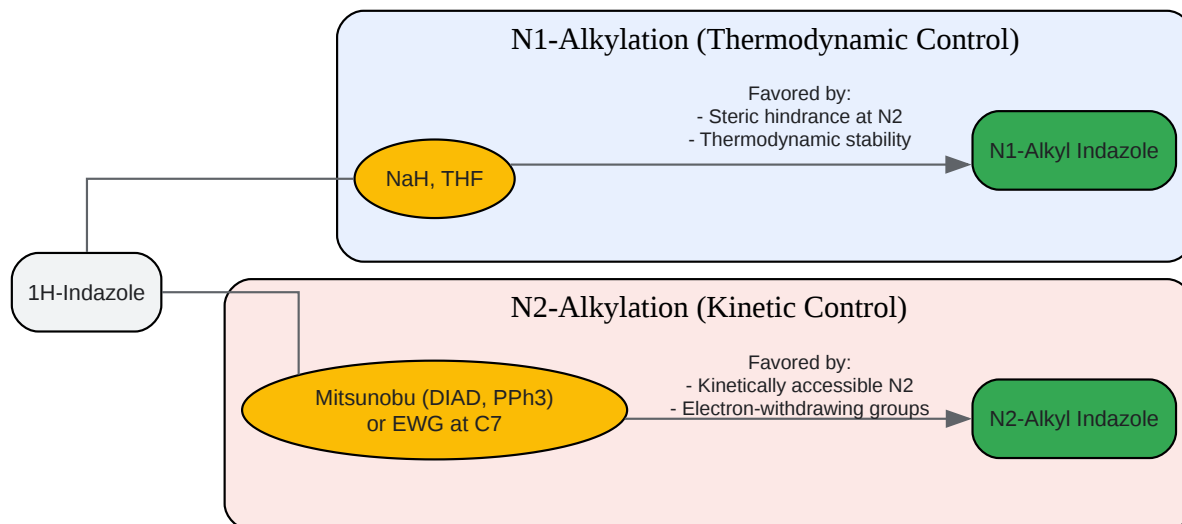 N1-Alkylation (Thermodynamic Control)
Favored by:
- Steric hindrance at N2
- Thermodynamic stability
NaH, THF
N1-Alkyl Indazole
1H-Indazole
N2-Alkylation (Kinetic Control)
Favored by:
- Kinetically accessible N2
- Electron-withdrawing groups
Mitsunobu (DIAD, PPh3)
or EWG at C7
N2-Alkyl Indazole